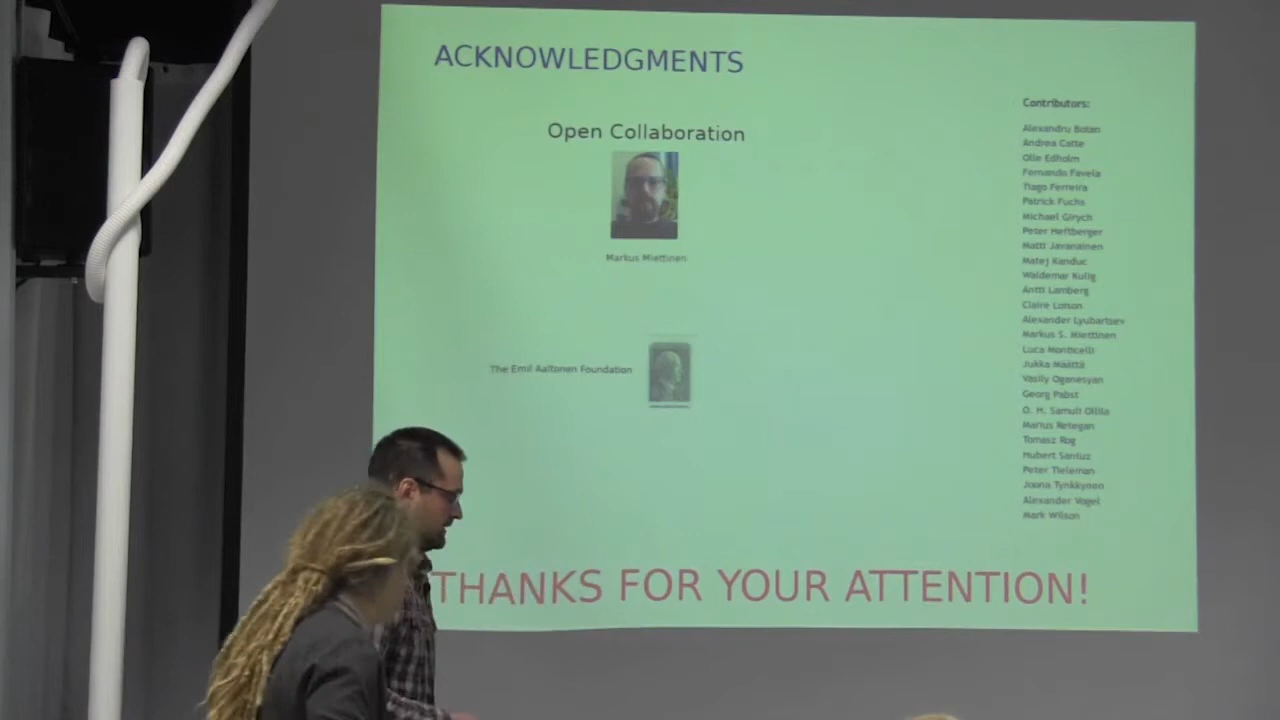 ACKNOWLEDGMENTS
Open Collaboration
Markus Miettinen
The Emil Aaltonen Foundation
Contributors:
Alexandru Botan
Andrea Catte
Olle Edholm
Fernando Favela
Tiago Ferreira
Patrick Fuchs
Michael Girych
Peter Heftberger
Matti Javanainen
Matej Kanduc
Waldemar Kulig
Antti Lamberg
Claire Loison
Alexander Lyubartsev
Markus S. Miettinen
Luca Monticelli
Jukka Määttä
Vasily Oganesyan
Georg Pabst
O. H. Samuli Ollila
Marius Retegan
Tomasz Rog
Hubert Santuz
Peter Tieleman
Joona Tynkkynen
Alexander Vogel
Mark Wilson
THANKS FOR YOUR ATTENTION!